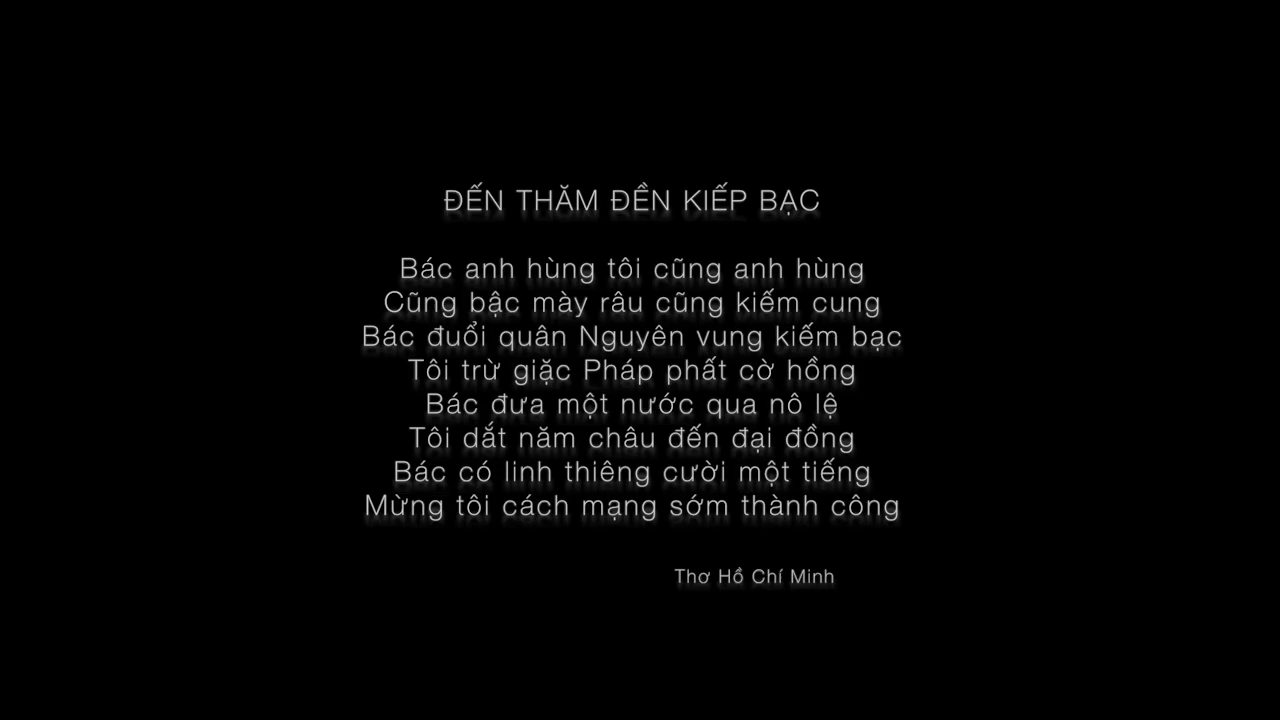 ĐẾN THĂM ĐỀN KIẾP BẠC
Bác anh hùng tôi cũng anh hùng
Cũng bậc mày râu cũng kiếm cung
Bác đuổi quân Nguyên vung kiếm bạc
Tôi trừ giặc Pháp phất cờ hồng
Bác đưa một nước qua nô lệ
Tôi dắt năm châu đến đại đồng
Bác có linh thiêng cười một tiếng
Mừng tôi cách mạng sớm thành công
Thơ Hồ Chí Minh